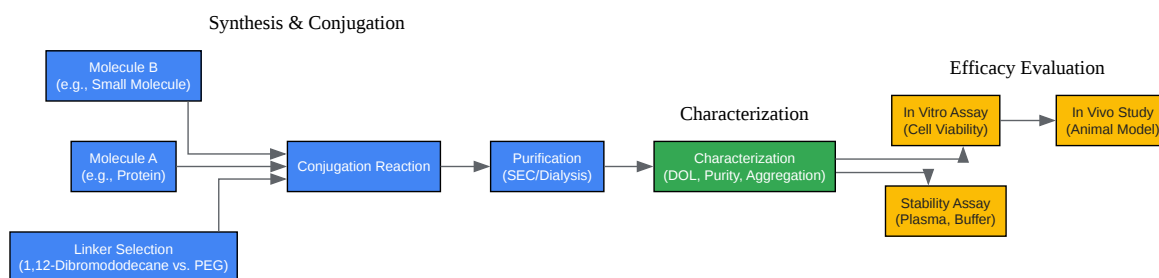 Synthesis & Conjugation
Molecule B
(e.g., Small Molecule)
Molecule A
(e.g., Protein)
Linker Selection
(1,12-Dibromododecane vs. PEG)
Conjugation Reaction
Purification
(SEC/Dialysis)
Characterization
Characterization
(DOL, Purity, Aggregation)
Efficacy Evaluation
In Vitro Assay
(Cell Viability)
In Vivo Study
(Animal Model)
Stability Assay
(Plasma, Buffer)